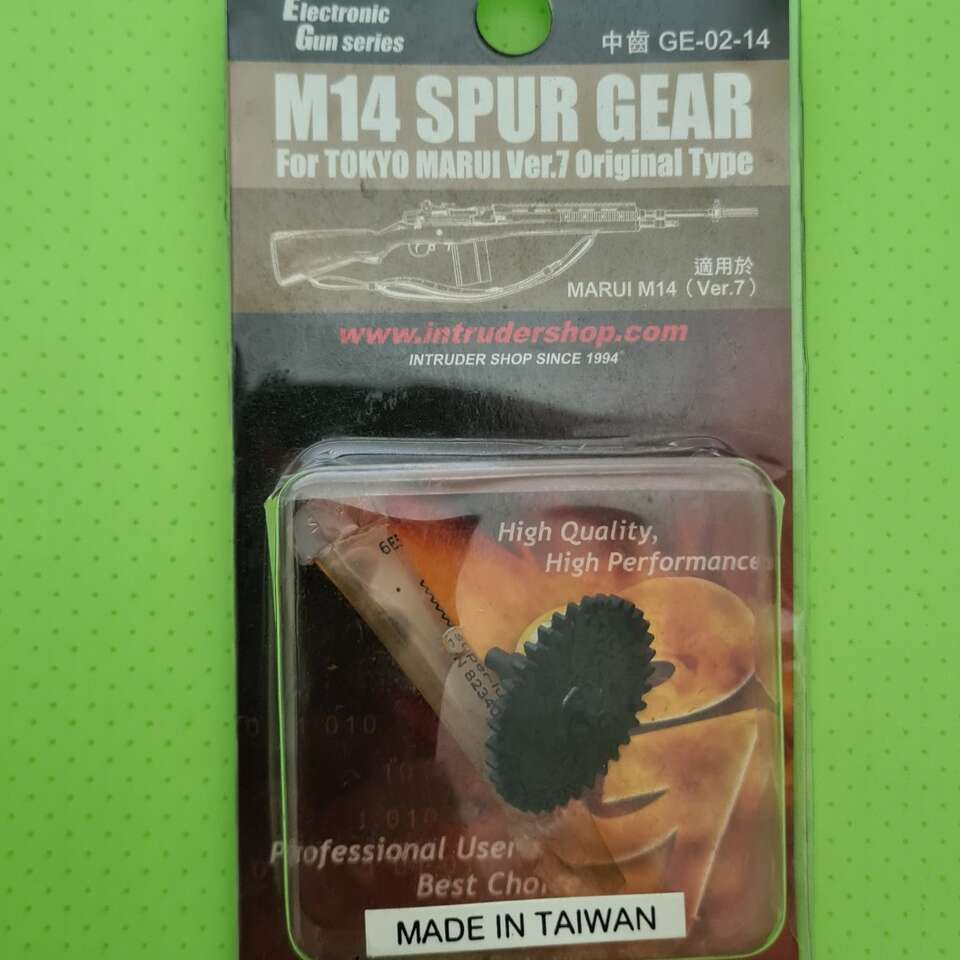 Electronic
Gun series
中齒 GE-02-14
M14 SPUR GEAR
For TOKYO MARUI Ver.7 Original Type
適用於
MARUI M14 (Ver.7)
www.intrudershop.com
INTRUDER SHOP SINCE 1994
High Quality,
High Performance
Professional User
Best
MADE IN TAIWAN